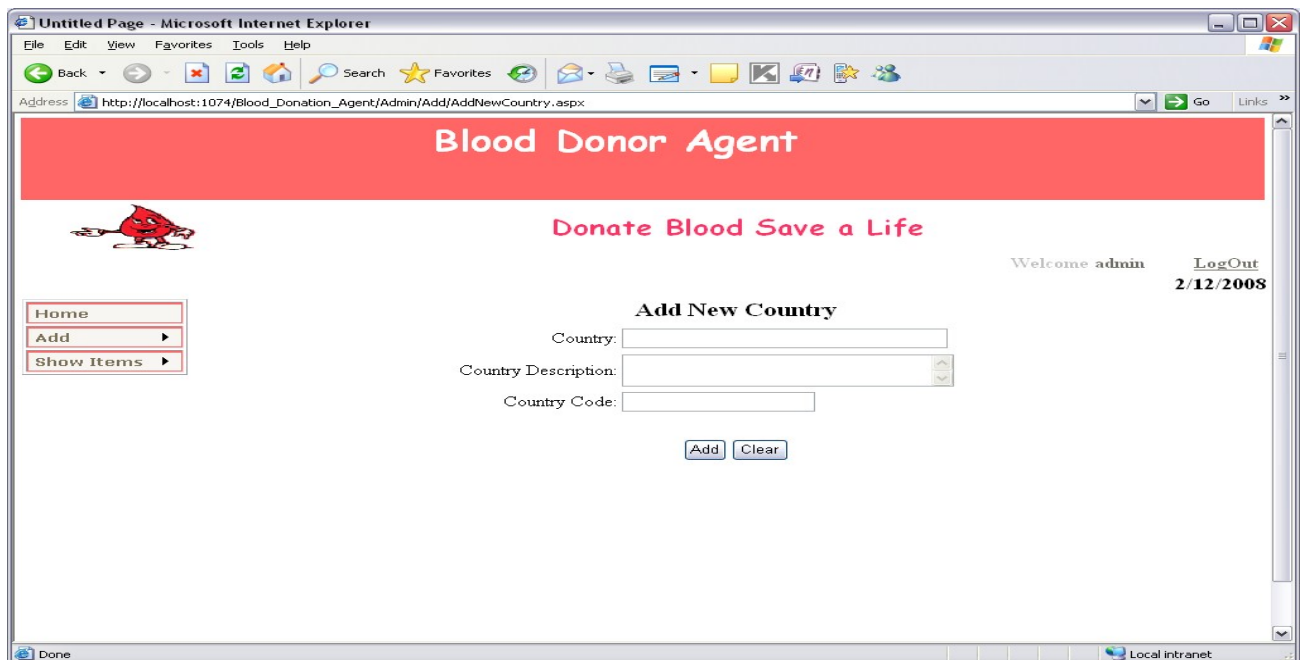 Untitled Page - Microsoft Internet Explorer
File Edit View Favorites Tools Help
Back Search Favorites
Address http://localhost:1074/Blood_Donation_Agent/Admin/Add/AddNewCountry.aspx Go Links »
Blood Donor Agent
Donate Blood Save a Life
Welcome admin LogOut
2/12/2008
Home
Add
Show Items
Add New Country
Country:
Country Description:
Country Code:
Add Clear
Done Local intranet